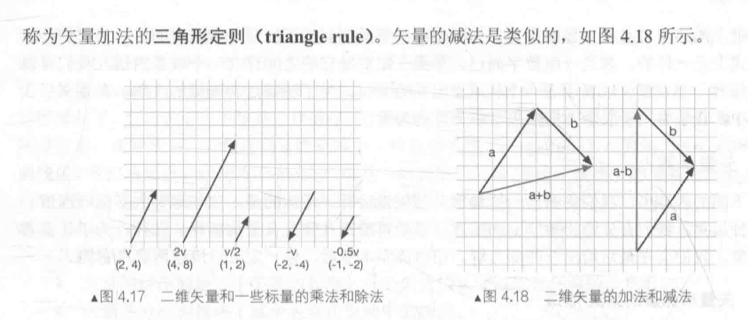 称为矢量加法的三角形定则（triangle rule）。矢量的减法是类似的，如图 4.18 所示。
a
b
a+b
b
a-b
a
v
(2, 4)
2v
(4, 8)
v/2
(1, 2)
-v
(-2, -4)
-0.5v
(-1, -2)
▲图 4.17 二维矢量和一些标量的乘法和除法
▲图 4.18 二维矢量的加法和减法